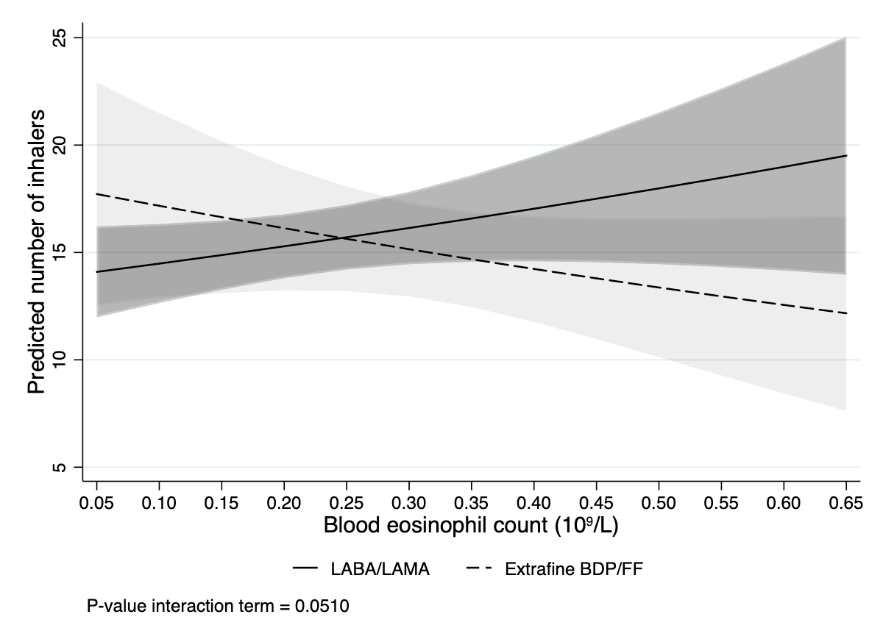 Predicted number of inhalers
25
20
15
10
5
0.05 0.10 0.15 0.20 0.25 0.30 0.35 0.40 0.45 0.50 0.55 0.60 0.65
Blood eosinophil count (10⁹/L)
LABA/LAMA Extrafine BDP/FF
P-value interaction term = 0.0510